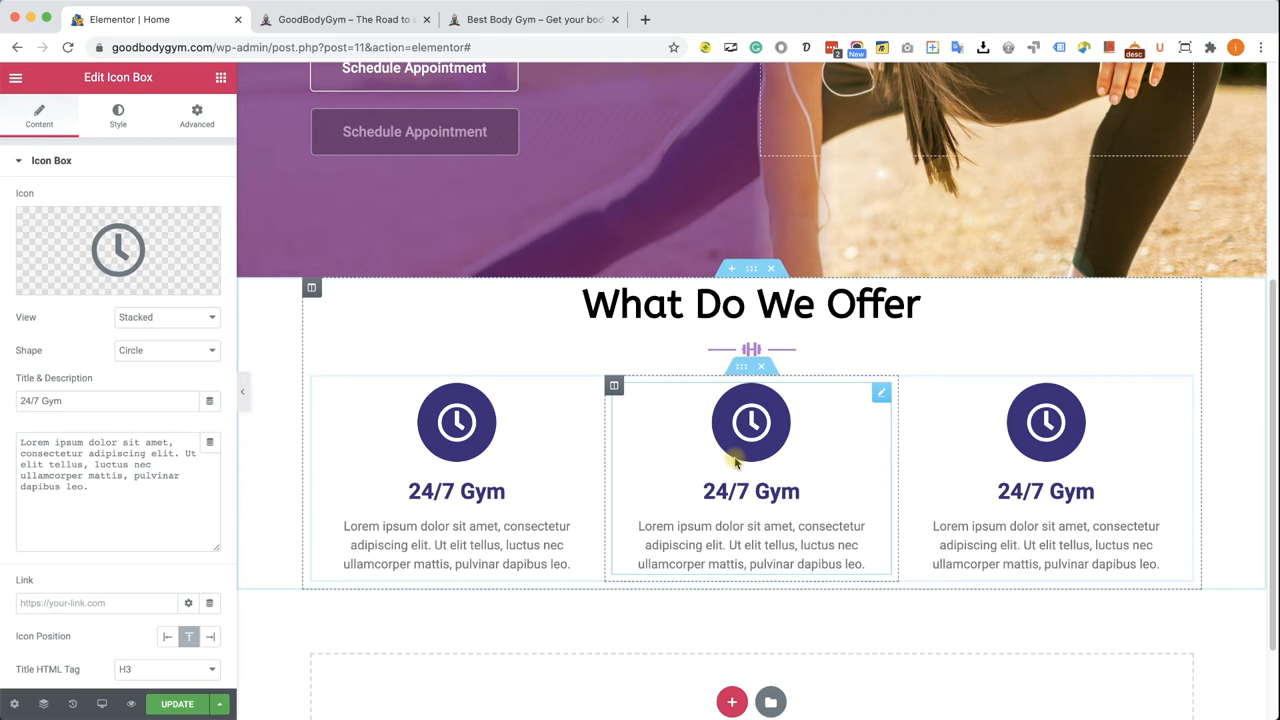 Elementor | Home
GoodBodyGym – The Road to a
Best Body Gym – Get your bod
goodbodygym.com/wp-admin/post.php?post=11&action=elementor#
2
New
desc
Edit Icon Box
Content
Style
Advanced
Icon Box
Icon
View
Stacked
Shape
Circle
Title & Description
24/7 Gym
Lorem ipsum dolor sit amet,
consectetur adipiscing elit. Ut
elit tellus, luctus nec
ullamcorper mattis, pulvinar
dapibus leo.
Link
https://your-link.com
Icon Position
Title HTML Tag
H3
UPDATE
Schedule Appointment
Schedule Appointment
What Do We Offer
24/7 Gym
Lorem ipsum dolor sit amet, consectetur
adipiscing elit. Ut elit tellus, luctus nec
ullamcorper mattis, pulvinar dapibus leo.
24/7 Gym
Lorem ipsum dolor sit amet, consectetur
adipiscing elit. Ut elit tellus, luctus nec
ullamcorper mattis, pulvinar dapibus leo.
24/7 Gym
Lorem ipsum dolor sit amet, consectetur
adipiscing elit. Ut elit tellus, luctus nec
ullamcorper mattis, pulvinar dapibus leo.